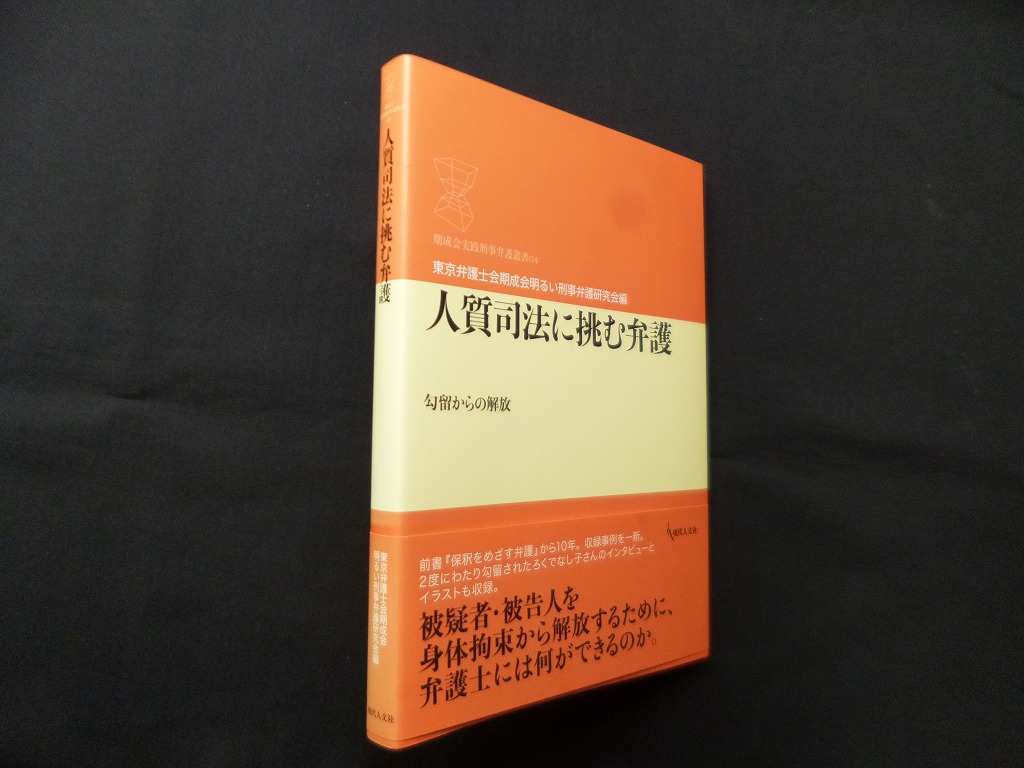 人質司法に挑む弁護
東京弁護士会期成会
明るい刑事弁護研究会編
現代人文社
期成会実践刑事弁護叢書04
東京弁護士会期成会明るい刑事弁護研究会編
人質司法に挑む弁護
勾留からの解放
現代人文社
前書『保釈をめざす弁護』から10年。収録事例を一新。
2度にわたり勾留されたろくでなし子さんのインタビューと
イラストも収録。
被疑者・被告人を
身体拘束から解放するために、
弁護士には何ができるのか。